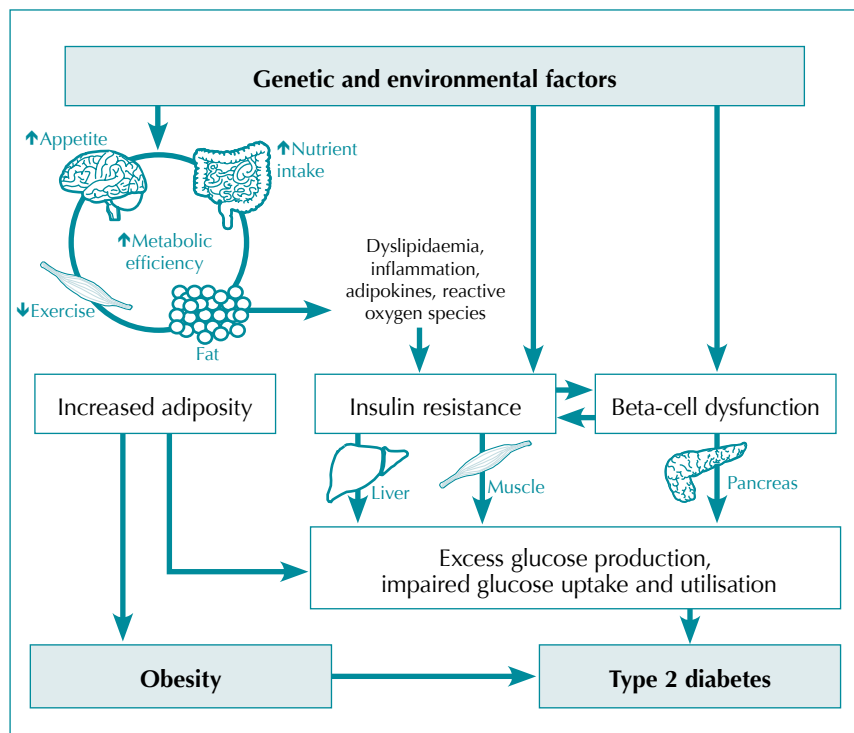 Genetic and environmental factors
↑Appetite
↑Nutrient
intake
↑Metabolic
efficiency
↓Exercise
Fat
Dyslipidaemia,
inflammation,
adipokines, reactive
oxygen species
Increased adiposity
Insulin resistance
Beta-cell dysfunction
Liver
Muscle
Pancreas
Excess glucose production,
impaired glucose uptake and utilisation
Obesity
Type 2 diabetes